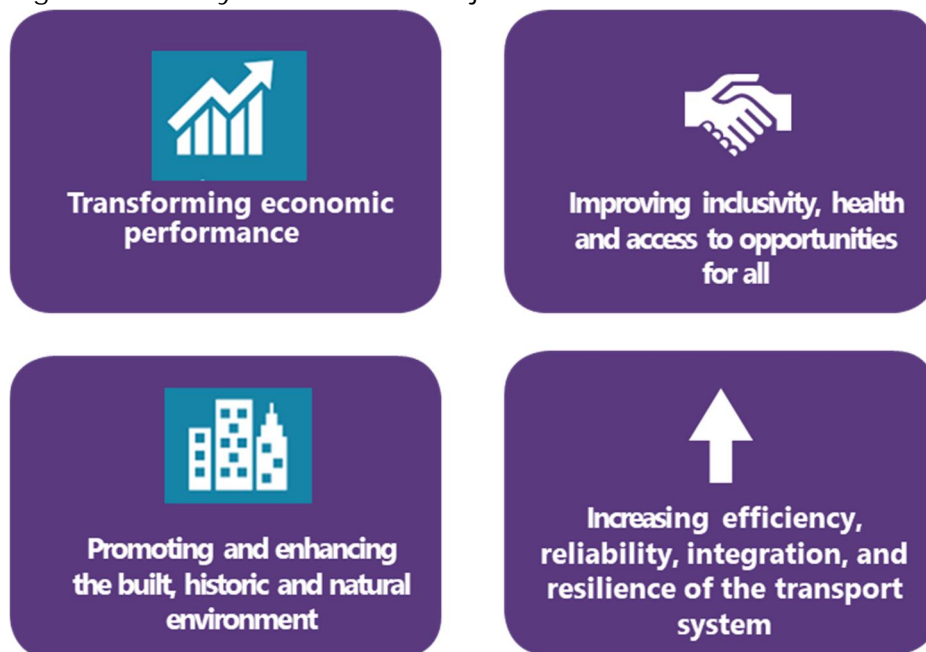 Transforming economic
performance
Improving inclusivity, health
and access to opportunities
for all
Promoting and enhancing
the built, historic and natural
environment
Increasing efficiency,
reliability, integration, and
resilience of the transport
system